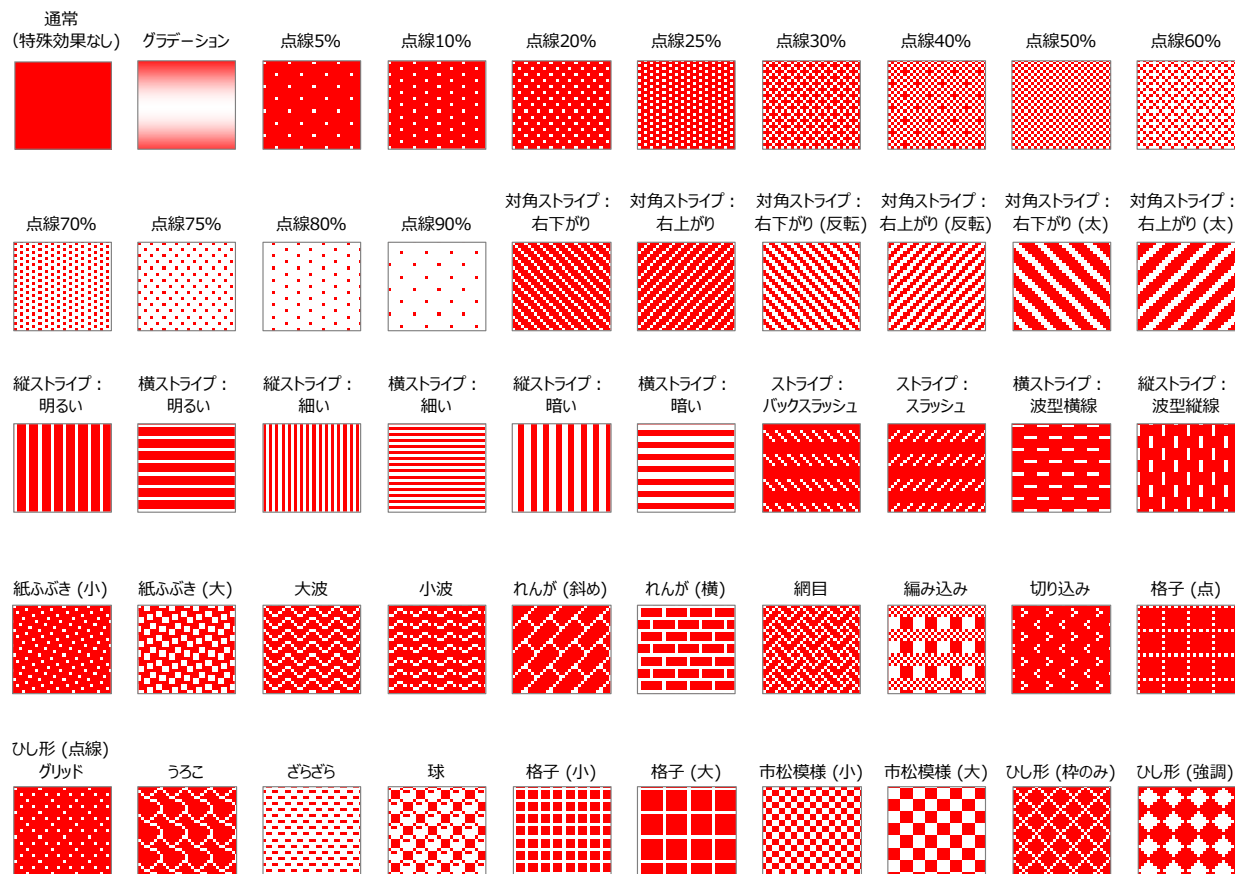 通常
(特殊効果なし) グラデーション 点線5% 点線10% 点線20% 点線25% 点線30% 点線40% 点線50% 点線60%
対角ストライプ： 対角ストライプ： 対角ストライプ： 対角ストライプ： 対角ストライプ： 対角ストライプ：
点線70% 点線75% 点線80% 点線90% 右下がり 右上がり 右下がり (反転) 右上がり (反転) 右下がり (太) 右上がり (太)
縦ストライプ： 横ストライプ： 縦ストライプ： 横ストライプ： 縦ストライプ： 横ストライプ： ストライプ： ストライプ： 横ストライプ： 縦ストライプ：
明るい 明るい 細い 細い 暗い 暗い バックスラッシュ スラッシュ 波型横線 波型縦線
紙ふぶき (小) 紙ふぶき (大) 大波 小波 れんが (斜め) れんが (横) 網目 編み込み 切り込み 格子 (点)
ひし形 (点線)
グリッド うろこ ざらざら 球 格子 (小) 格子 (大) 市松模様 (小) 市松模様 (大) ひし形 (枠のみ) ひし形 (強調)